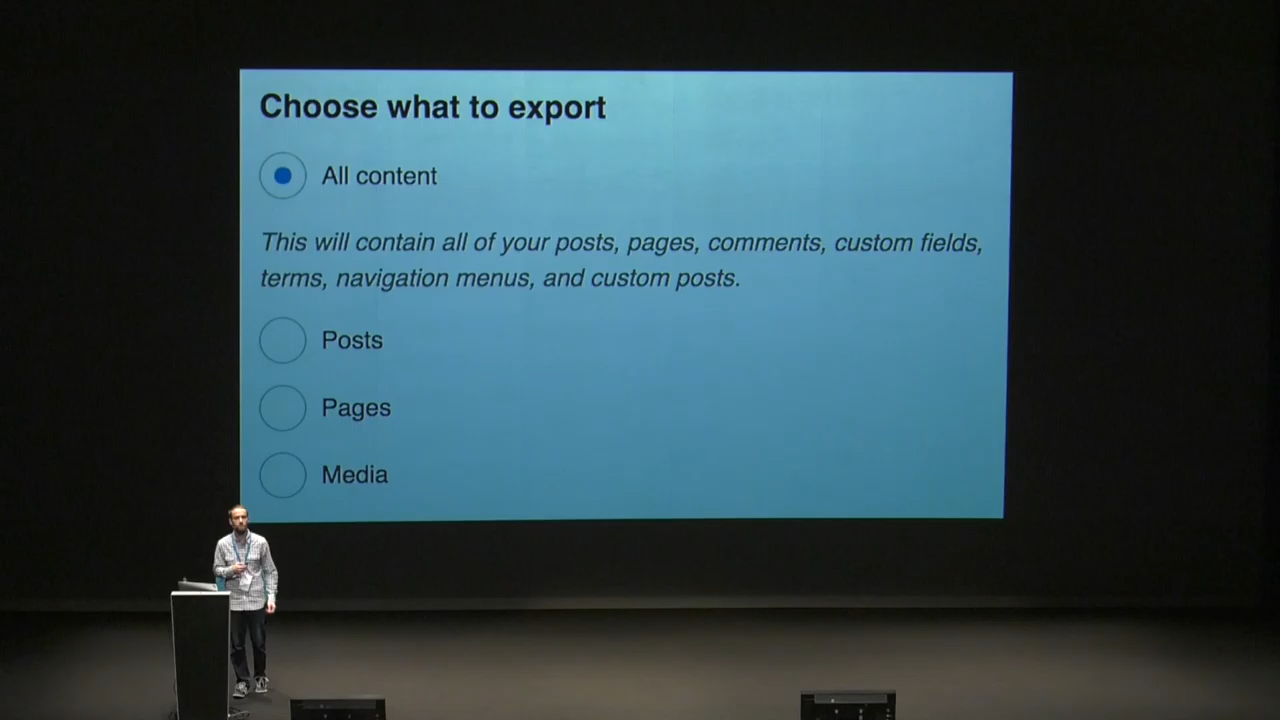 Choose what to export
All content
This will contain all of your posts, pages, comments, custom fields,
terms, navigation menus, and custom posts.
Posts
Pages
Media